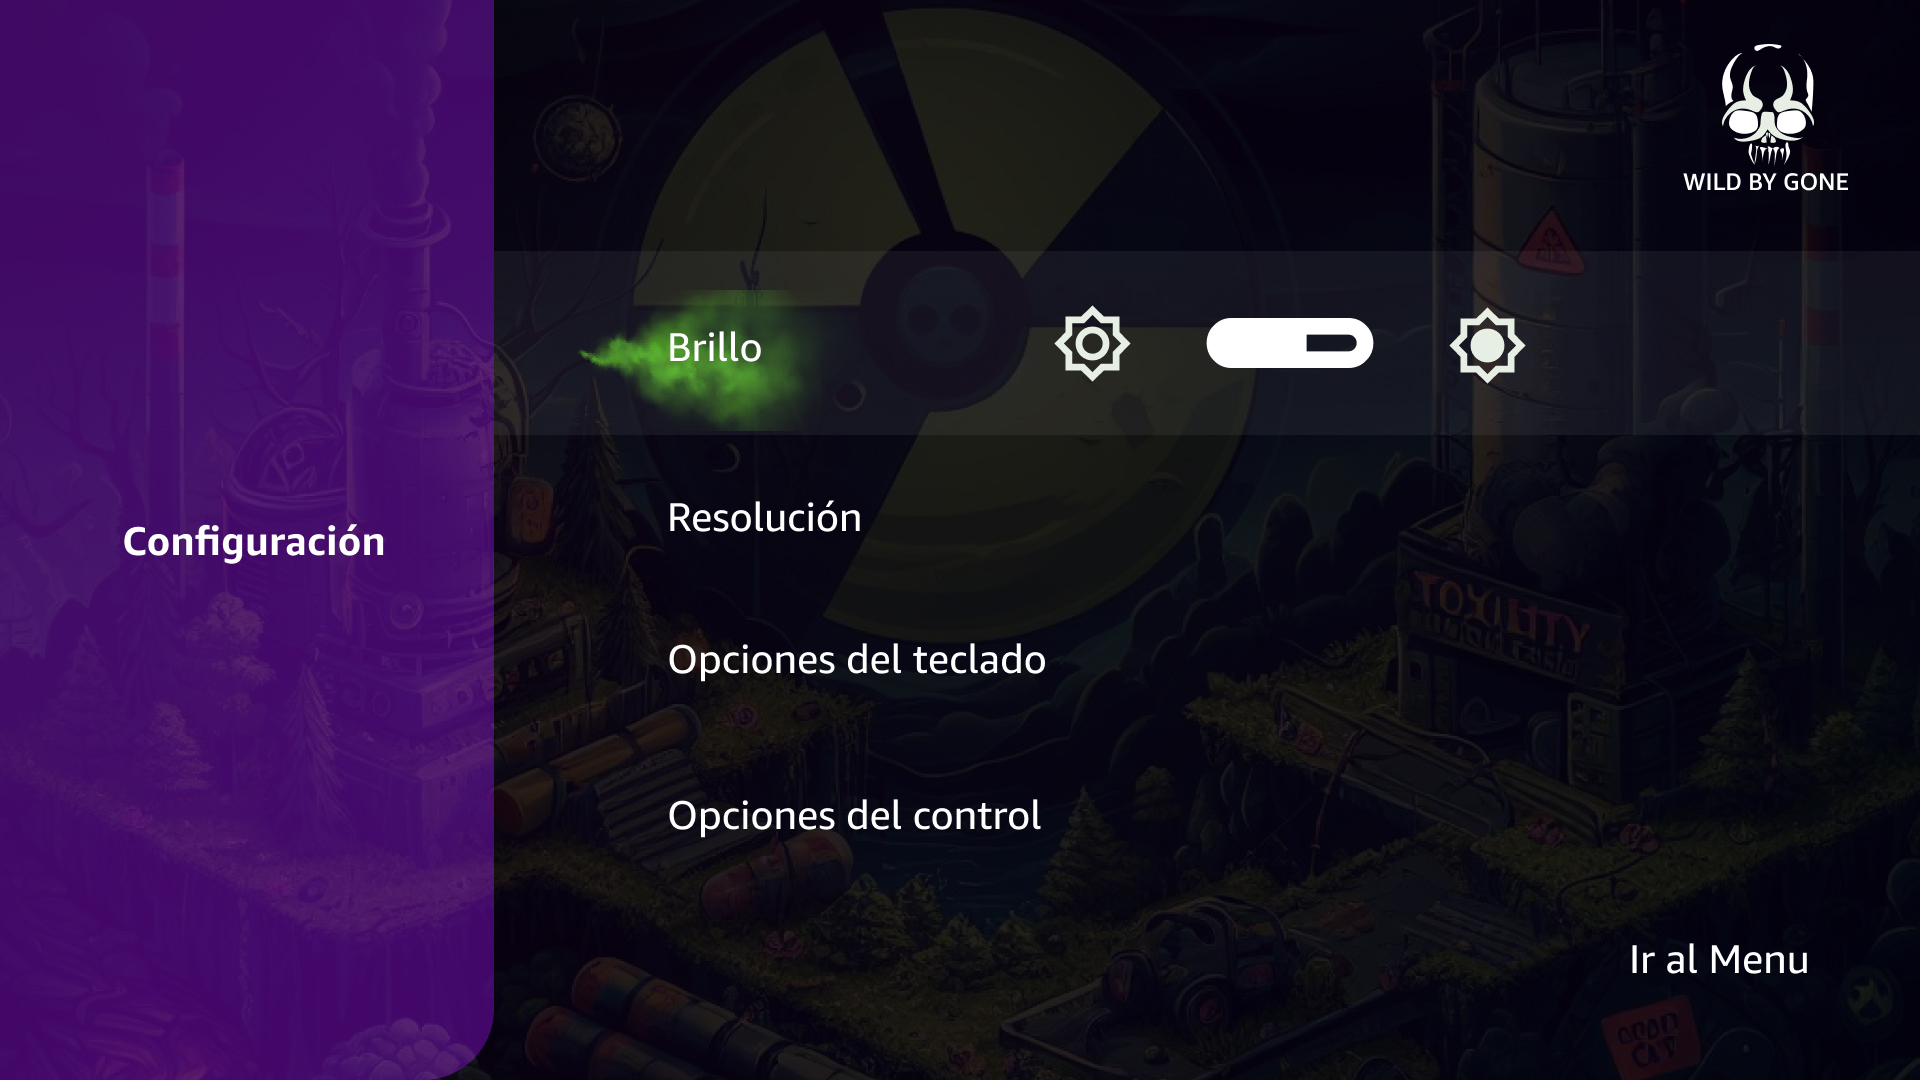 WILD BY GONE
Brillo
Resolución
Configuración
Opciones del teclado
Opciones del control
Ir al Menu